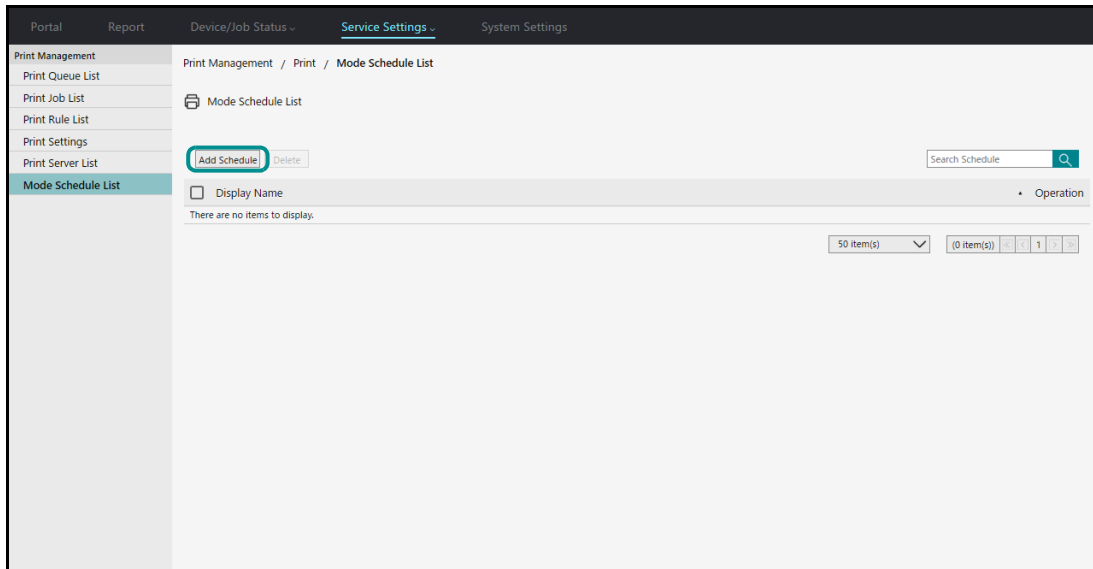 Portal Report Device/Job Status Service Settings System Settings
Print Management
Print Queue List
Print Job List
Print Rule List
Print Settings
Print Server List
Mode Schedule List
Print Management / Print / Mode Schedule List
Mode Schedule List
Add Schedule Delete Search Schedule
Display Name Operation
There are no items to display.
50 item(s) (0 item(s)) << < 1 > >>